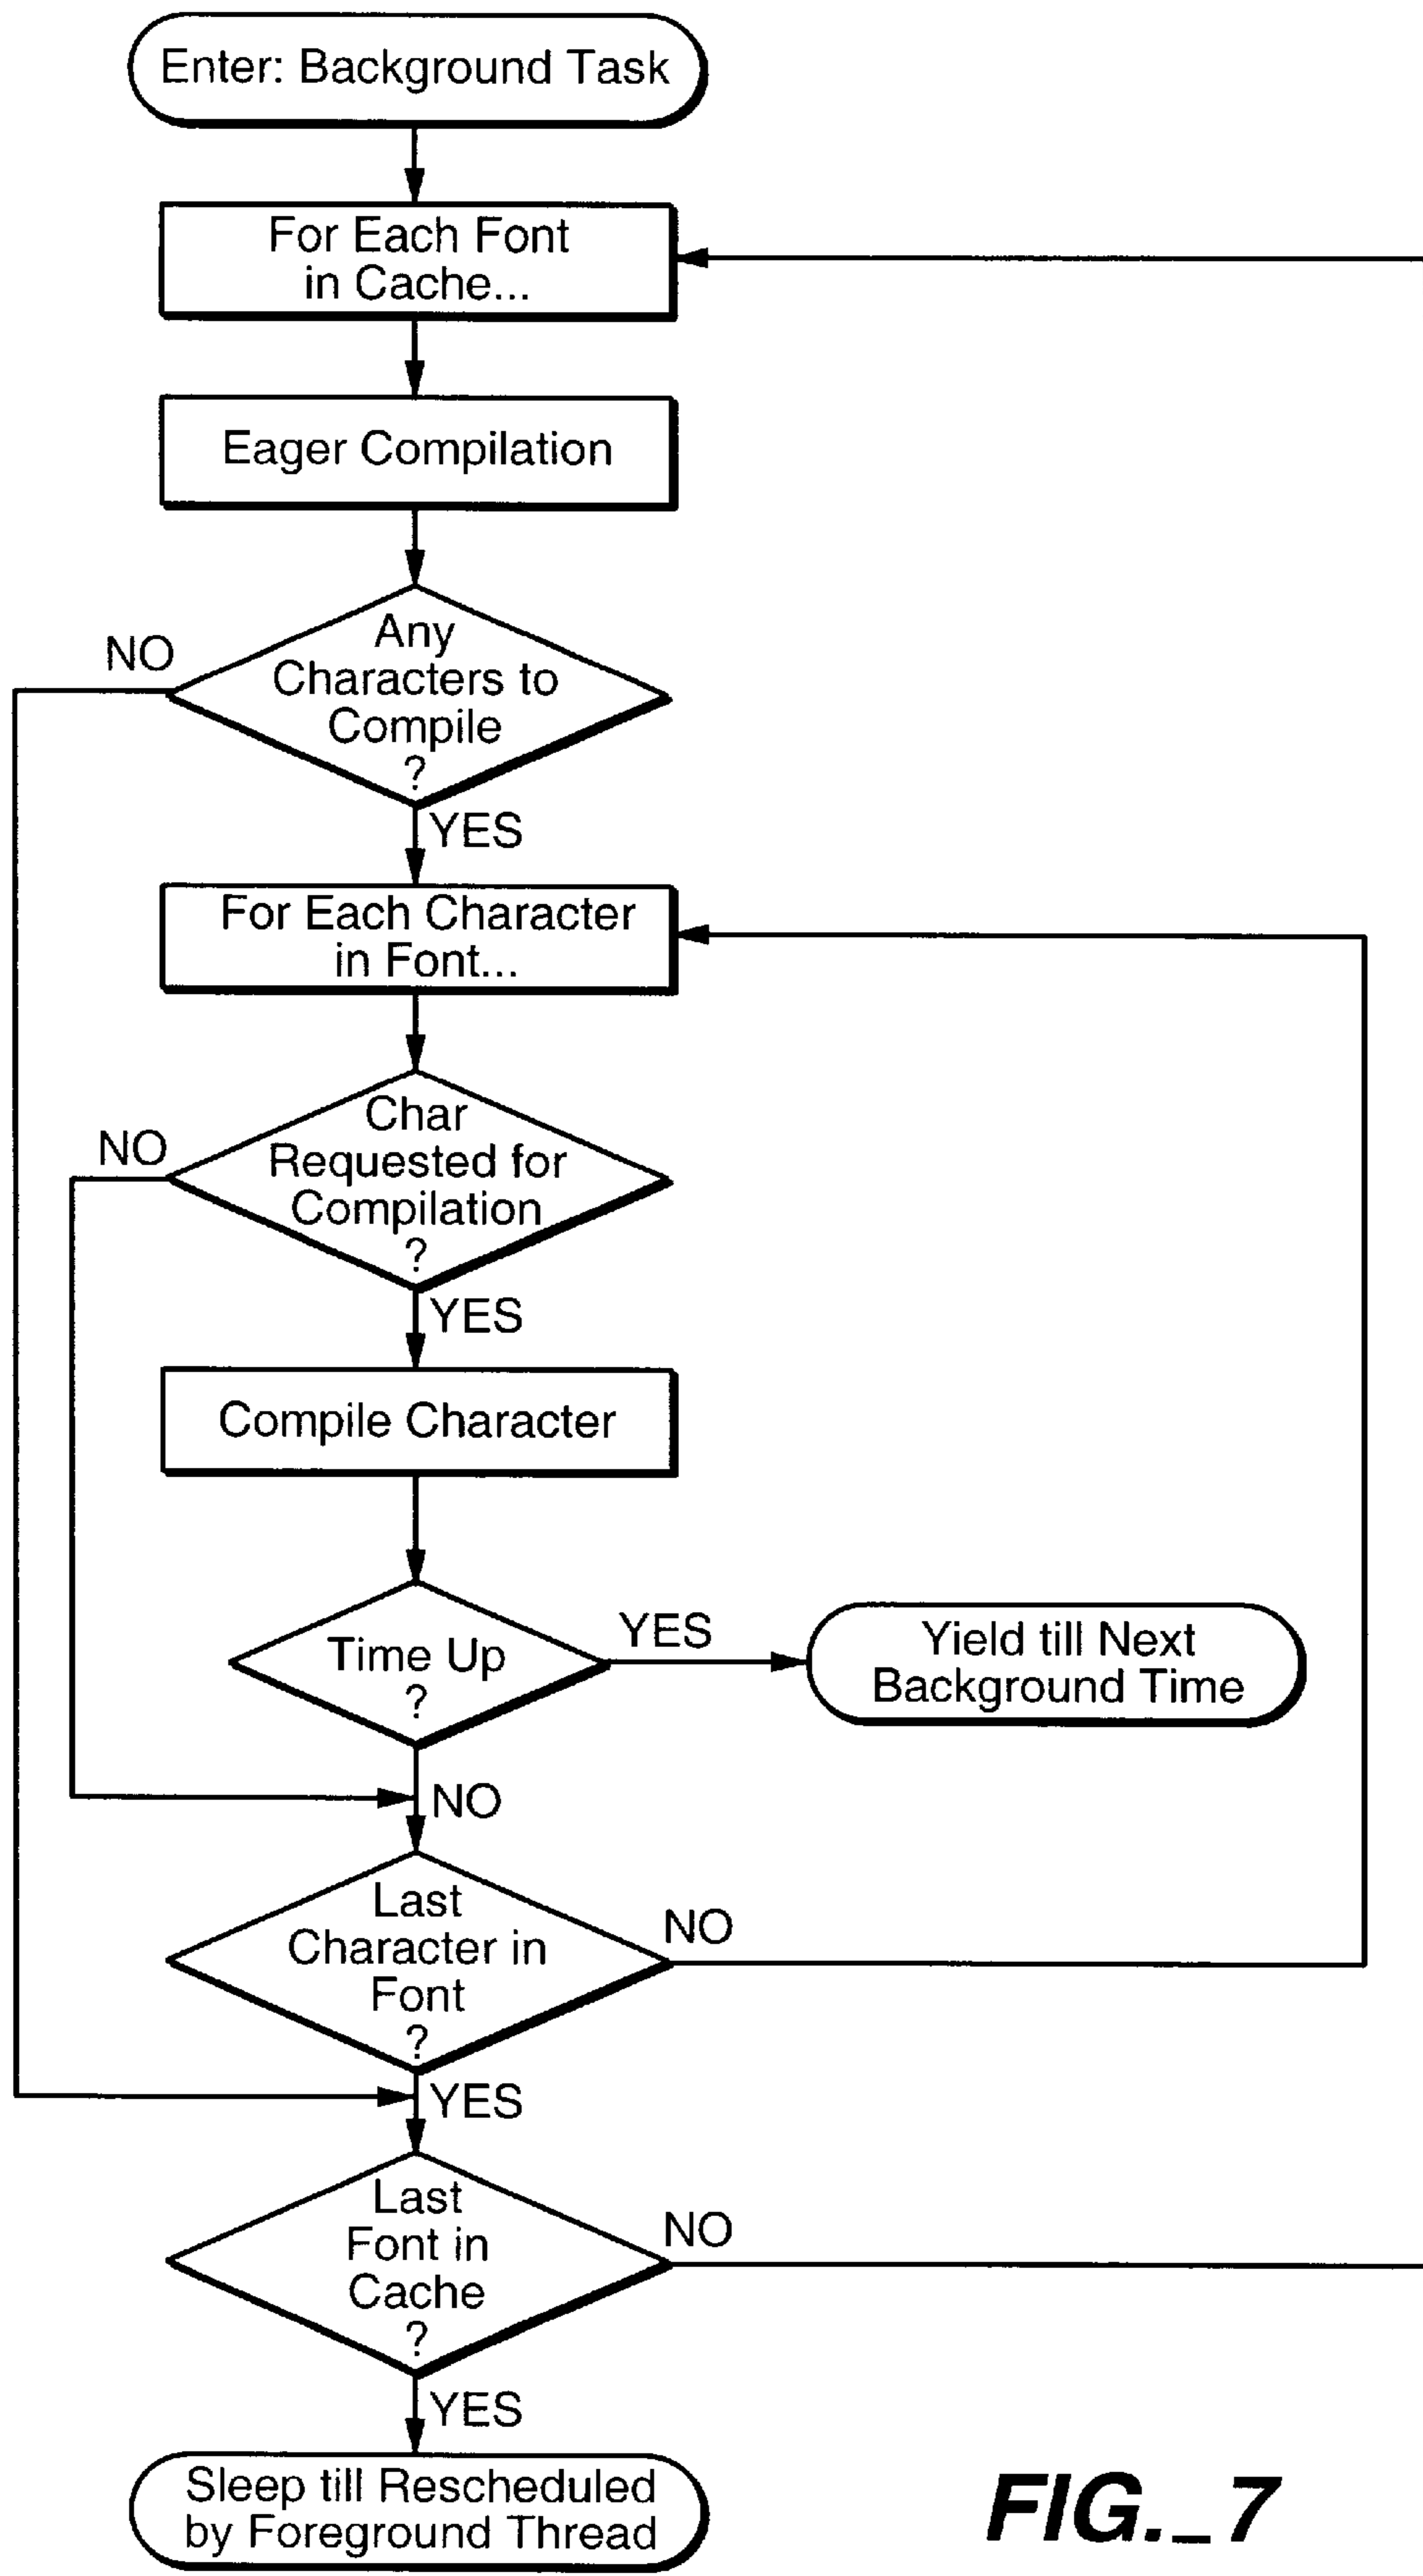 Enter: Background Task
For Each Font
in Cache...
Eager Compilation
Any
Characters to
Compile
?
NO
YES
For Each Character
in Font...
Char
Requested for
Compilation
?
NO
YES
Compile Character
Time Up
?
YES
Yield till Next
Background Time
NO
Last
Character in
Font
?
NO
YES
Last
Font in
Cache
?
NO
YES
Sleep till Rescheduled
by Foreground Thread
FIG._7